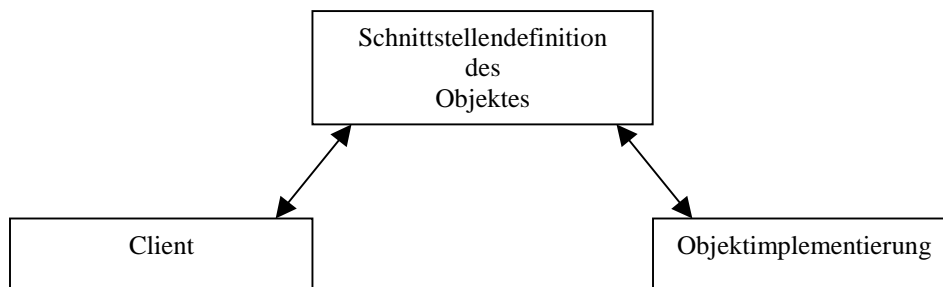 Schnittstellendefinition
des
Objektes
Client
Objektimplementierung